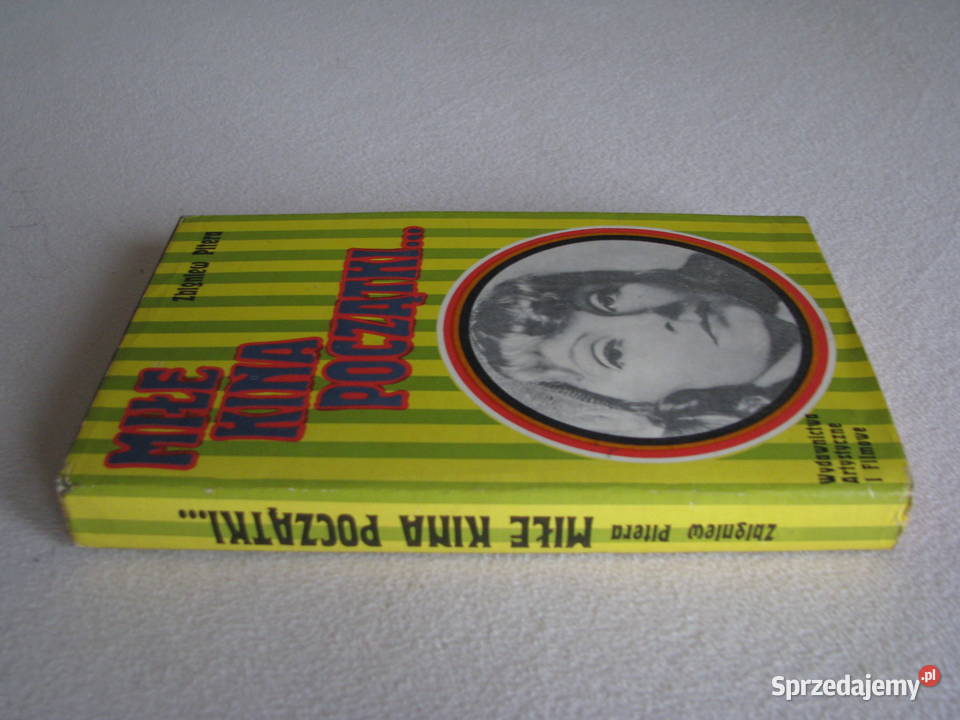 Zbigniew Pitera
MIŁE
KINA
POCZĄTKI...
Wydawnictwa
Artystyczne
i Filmowe
Zbigniew Pitera MIŁE KINA POCZĄTKI...
Sprzedajemy.pl